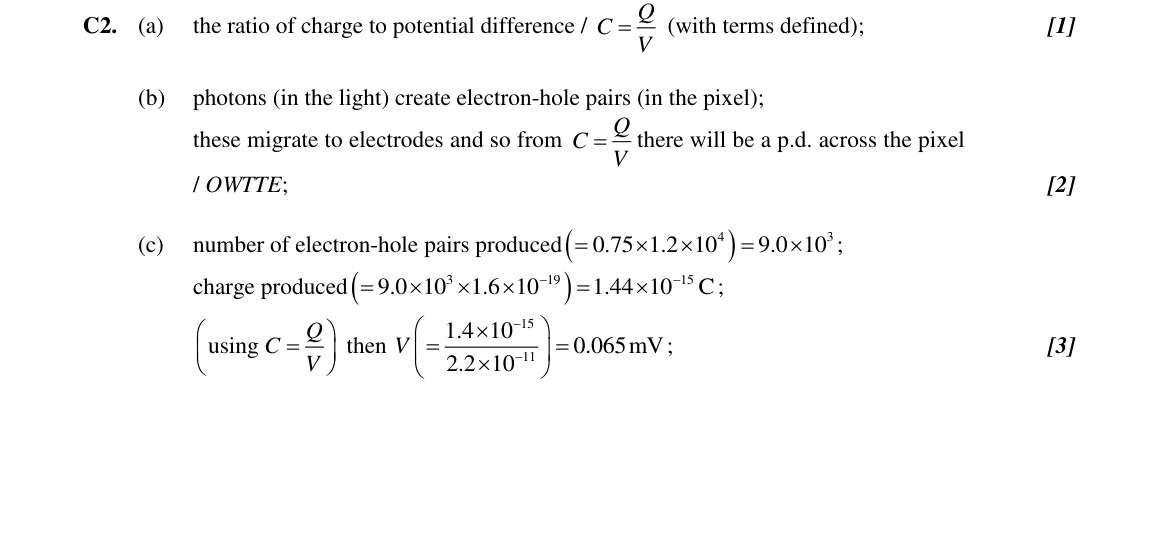 C2. (a) the ratio of charge to potential difference / C = Q/V (with terms defined); [1]
(b) photons (in the light) create electron-hole pairs (in the pixel);
these migrate to electrodes and so from C = Q/V there will be a p.d. across the pixel
/ OWTTE; [2]
(c) number of electron-hole pairs produced (= 0.75×1.2×10⁴) = 9.0×10³;
charge produced (= 9.0×10³ ×1.6×10⁻¹⁹) = 1.44×10⁻¹⁵ C;
(using C = Q/V) then V (= 1.4×10⁻¹⁵/2.2×10⁻¹¹) = 0.065 mV; [3]